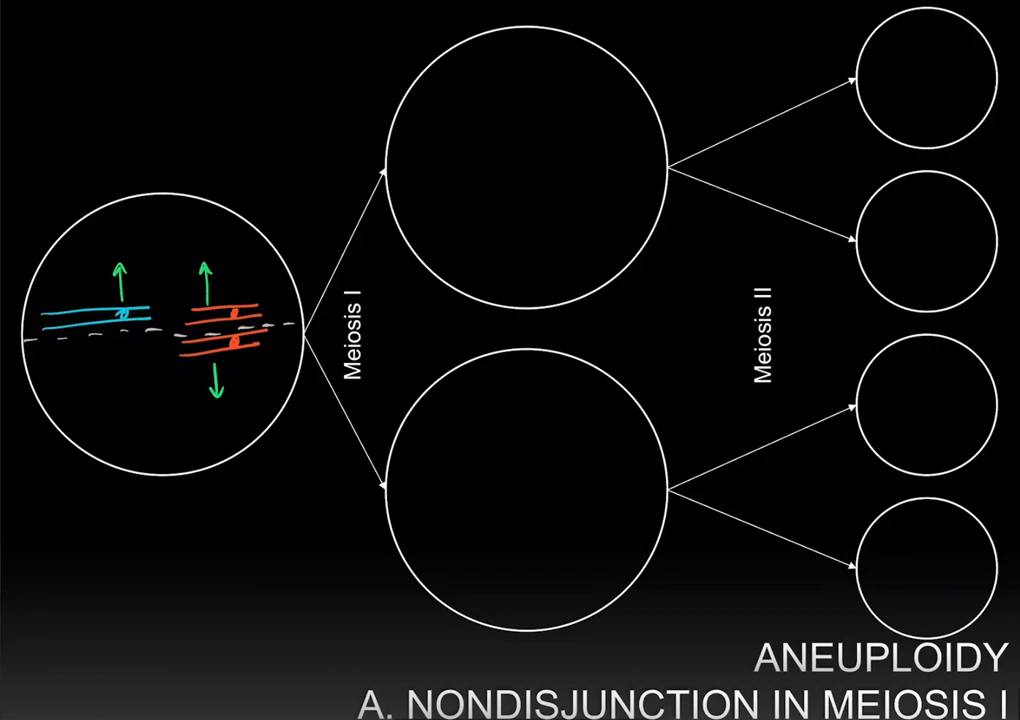 Meiosis I
Meiosis II
ANEUPLOIDY
A. NONDISJUNCTION IN MEIOSIS I